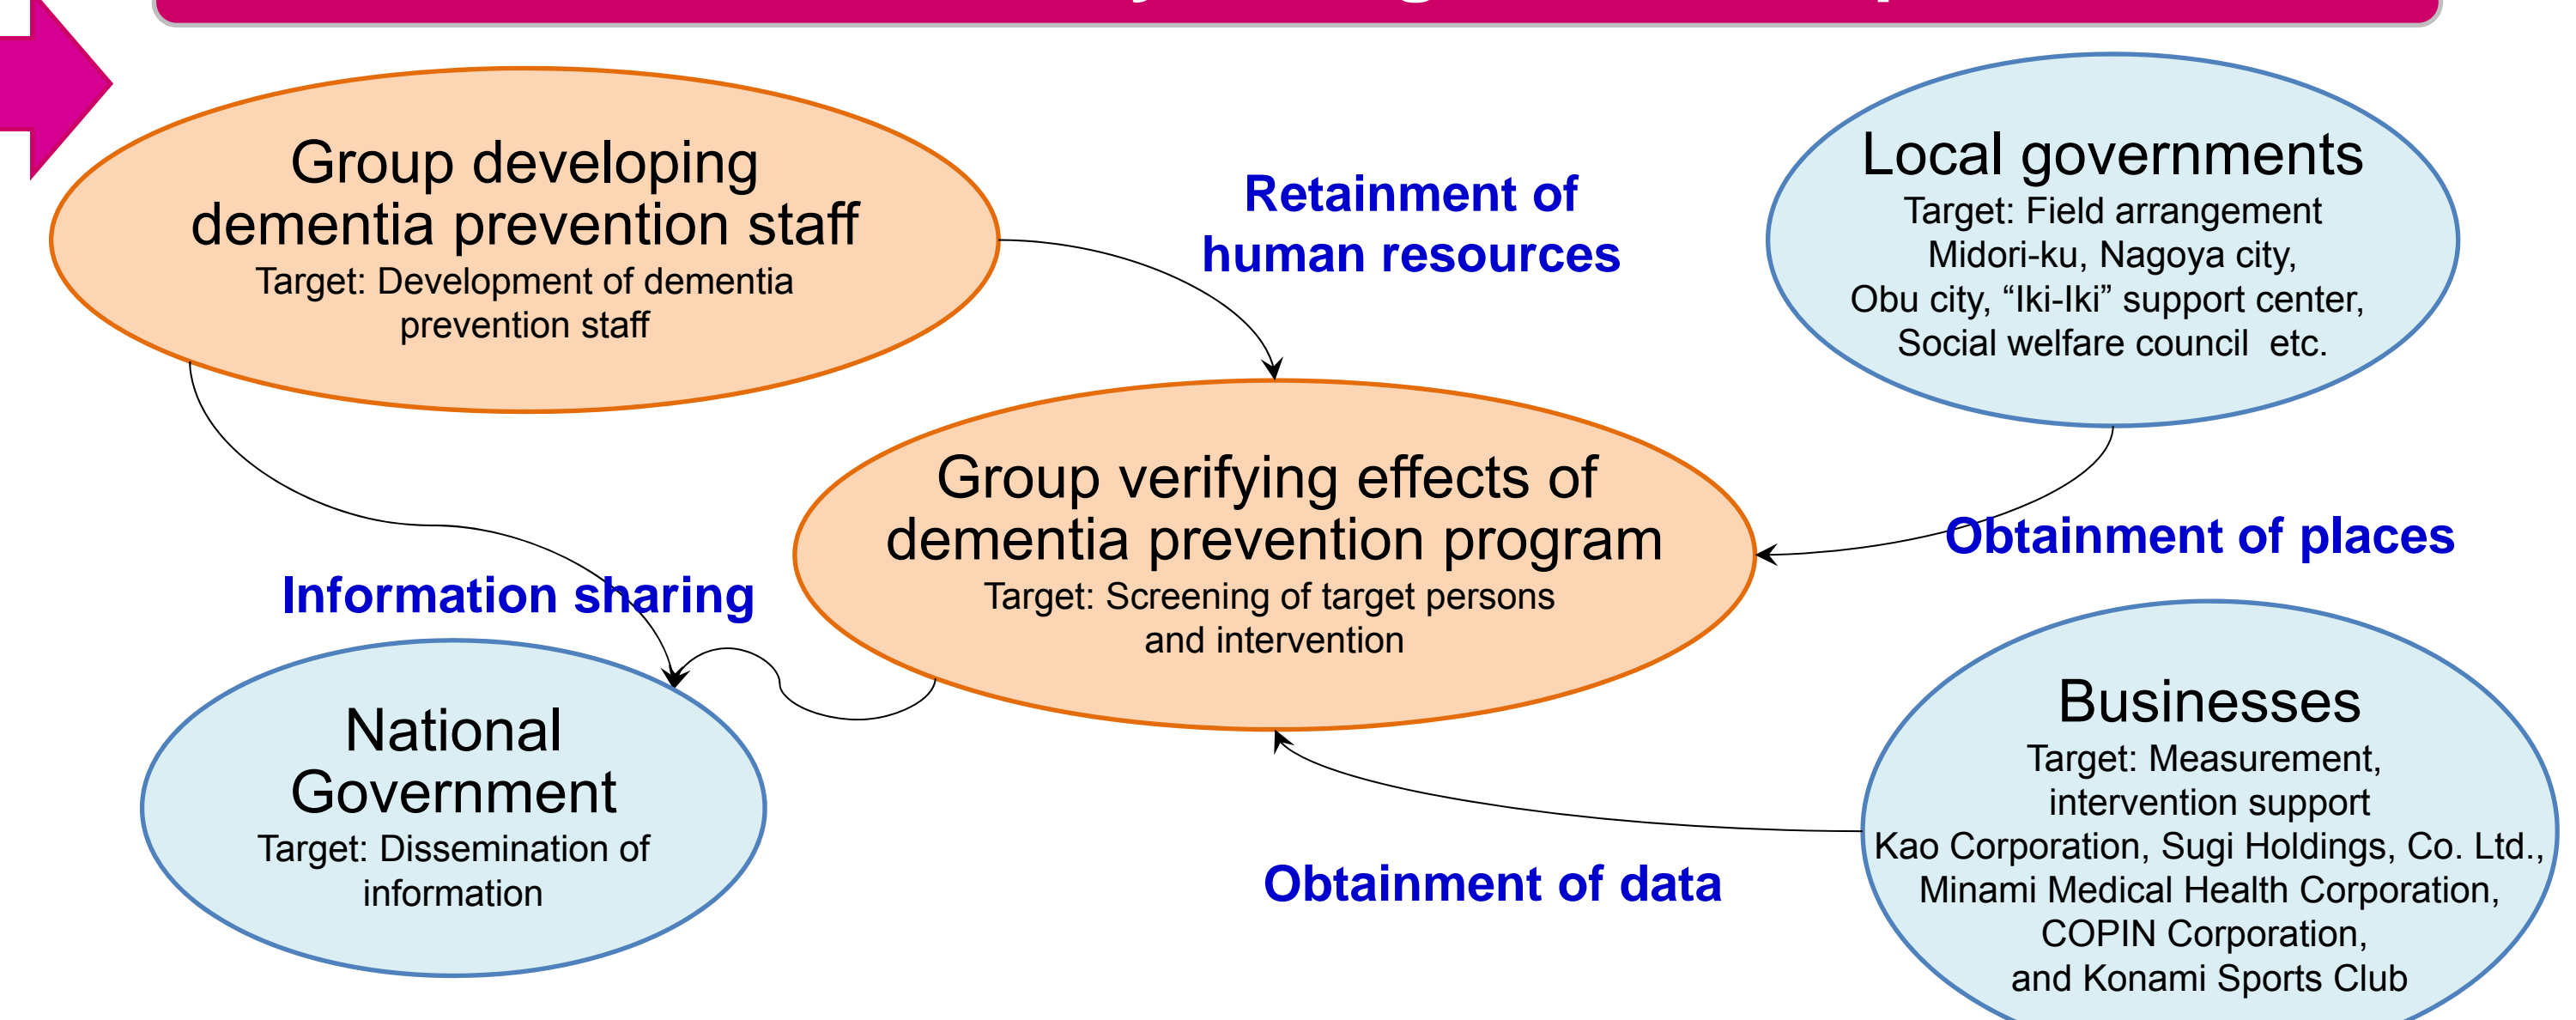 Group developing
dementia prevention staff
Target: Development of dementia
prevention staff
Retainment of
human resources
Local governments
Target: Field arrangement
Midori-ku, Nagoya city,
Obu city, “Iki-Iki” support center,
Social welfare council  etc.
Group verifying effects of
dementia prevention program
Target: Screening of target persons
and intervention
Obtainment of places
Information sharing
National
Government
Target: Dissemination of
information
Obtainment of data
Businesses
Target: Measurement,
intervention support
Kao Corporation, Sugi Holdings, Co. Ltd.,
Minami Medical Health Corporation,
COPIN Corporation,
and Konami Sports Club